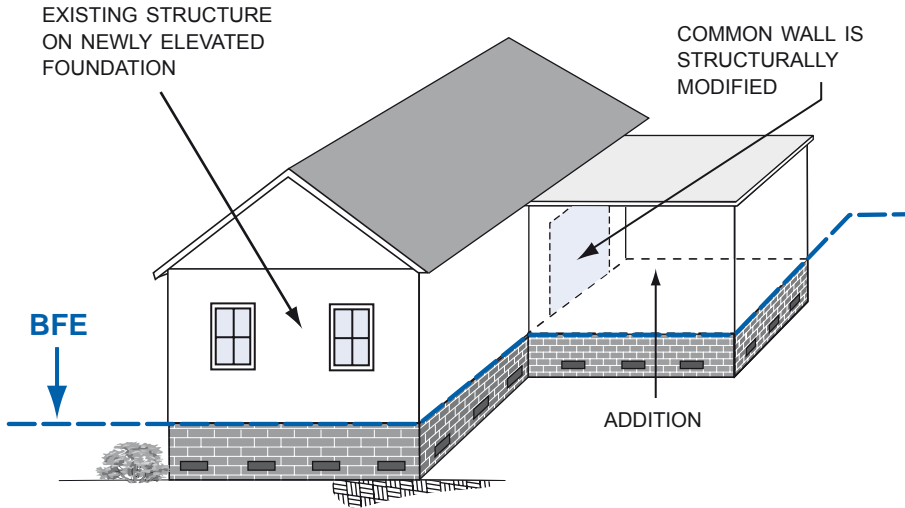 EXISTING STRUCTURE
ON NEWLY ELEVATED
FOUNDATION
COMMON WALL IS
STRUCTURALLY
MODIFIED
BFE
ADDITION